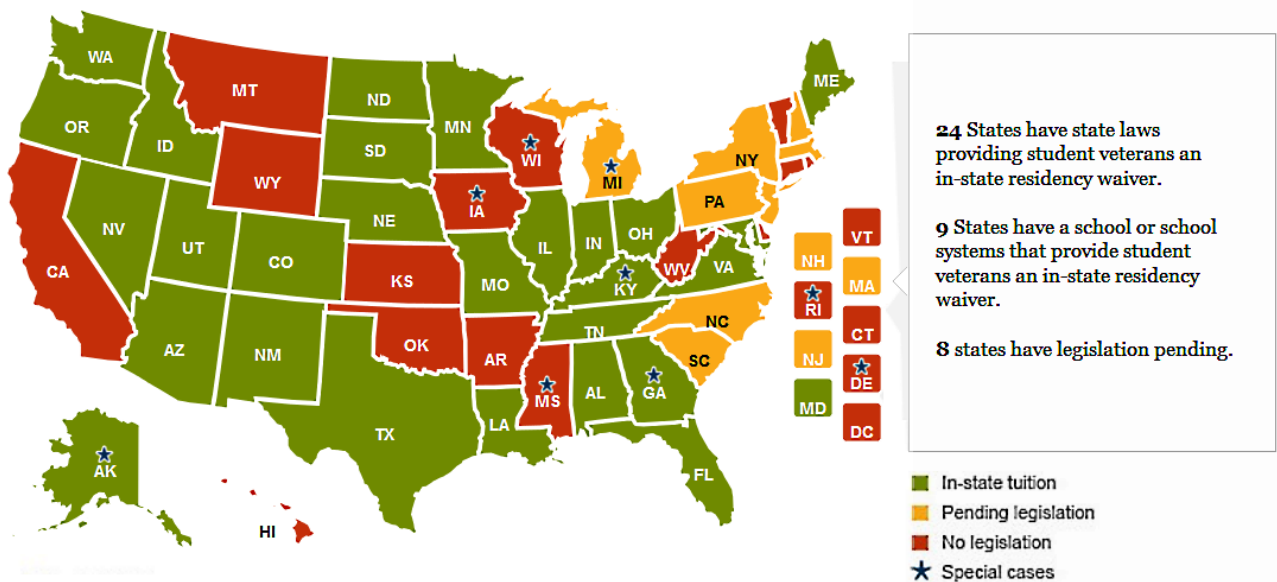 WA
MT
ND
MN
ME
OR
ID
SD
WI
MI
NY
WY
IA
PA
NE
NV
UT
CO
IL
IN
OH
CA
KS
MO
KY
WV
VA
NC
TN
AZ
NM
OK
AR
SC
MS
AL
GA
TX
LA
FL
AK
HI
VT
NH
MA
RI
CT
NJ
DE
MD
DC
24 States have state laws
providing student veterans an
in-state residency waiver.
9 States have a school or school
systems that provide student
veterans an in-state residency
waiver.
8 states have legislation pending.
In-state tuition
Pending legislation
No legislation
Special cases